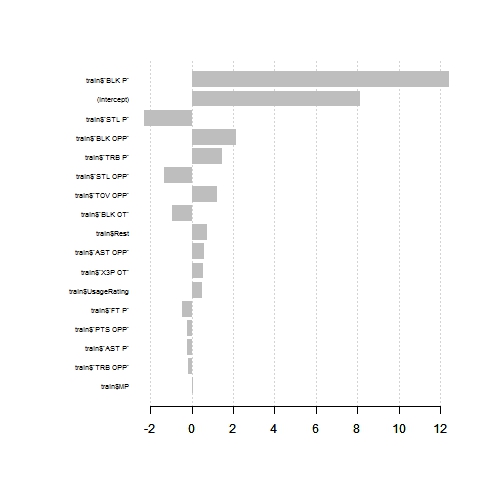 train$`BLK P`
(Intercept)
train$`STL P`
train$`BLK OPP`
train$`TRB P`
train$`STL OPP`
train$`TOV OPP`
train$`BLK OT`
train$Rest
train$`AST OPP`
train$`X3P OT`
train$UsageRating
train$`FT P`
train$`PTS OPP`
train$`AST P`
train$`TRB OPP`
train$MP
-2 0 2 4 6 8 10 12